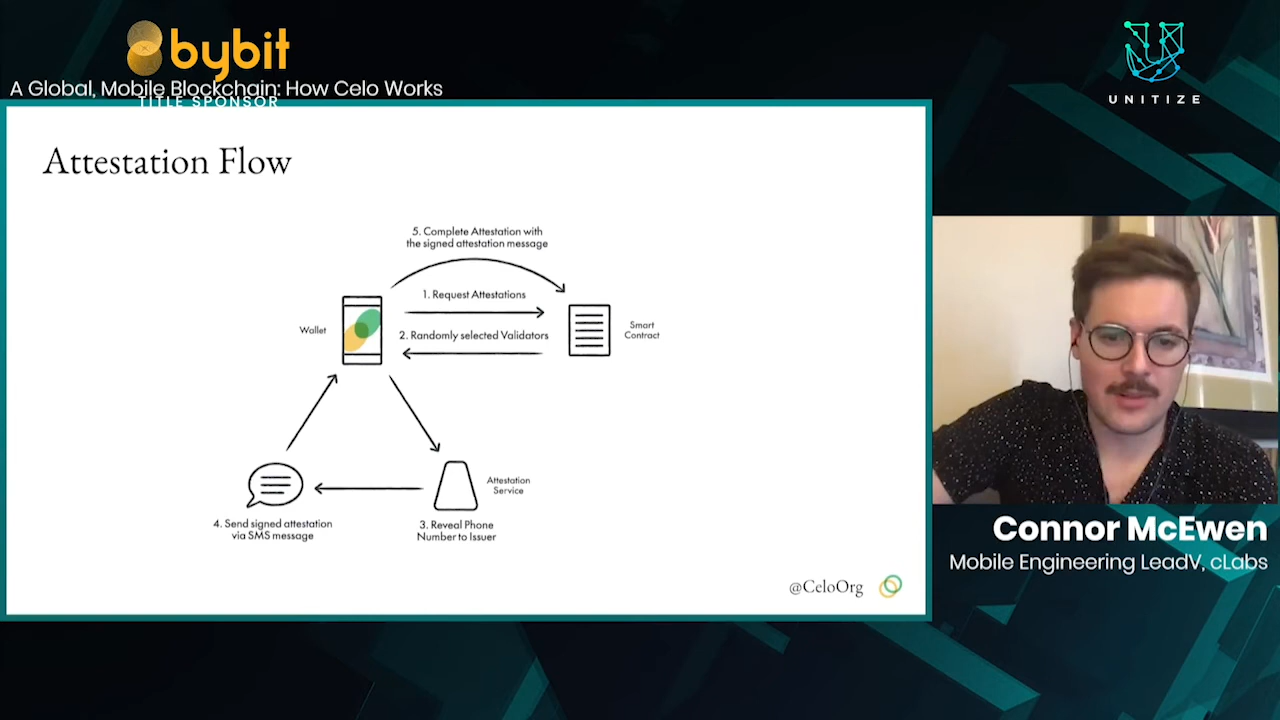 bybit
A Global, Mobile Blockchain: How Celo Works
TITLE SPONSOR
UNITIZE
Attestation Flow
5. Complete Attestation with
the signed attestation message
1. Request Attestations
Wallet
2. Randomly selected Validators
Smart
Contract
Attestation
Service
4. Send signed attestation
via SMS message
3. Reveal Phone
Number to Issuer
@CeloOrg
Connor McEwen
Mobile Engineering LeadV, cLabs